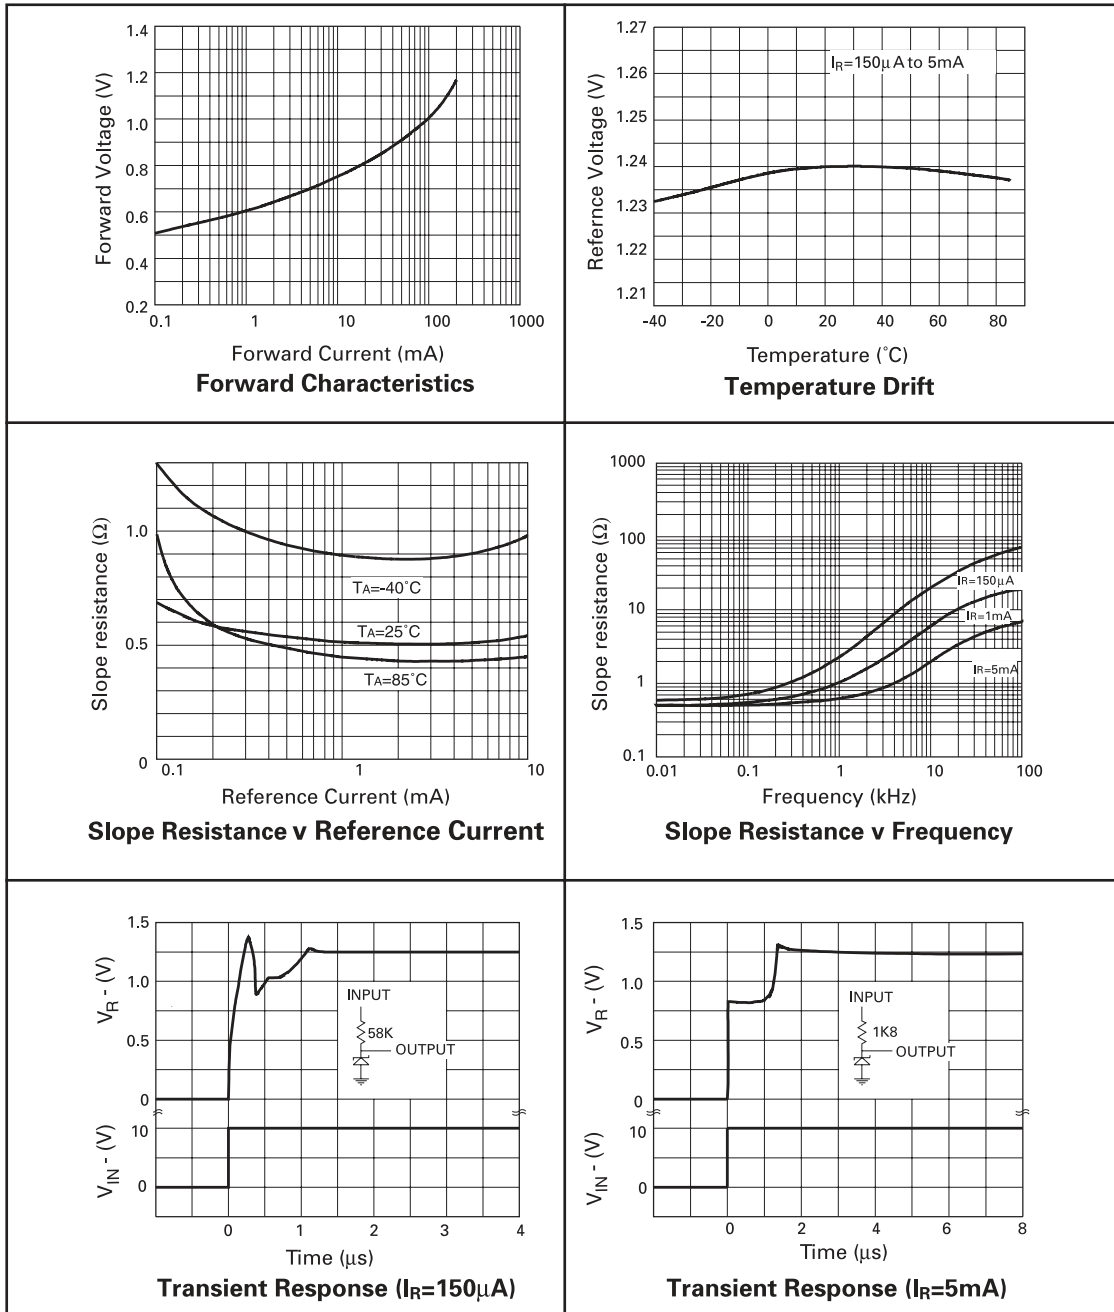 1.4
1.2
1.0
0.8
0.6
0.4
0.2
Forward Voltage (V)
0.1 1 10 100 1000
Forward Current (mA)
Forward Characteristics
1.27
1.26
1.25
1.24
1.23
1.22
1.21
Refernce Voltage (V)
IR=150μA to 5mA
-40 -20 0 20 40 60 80
Temperature (°C)
Temperature Drift
1.0
0.5
0
Slope resistance (Ω)
TA=-40°C
TA=25°C
TA=85°C
0.1 1 10
Reference Current (mA)
Slope Resistance v Reference Current
1000
100
10
1
0.1
Slope resistance (Ω)
IR=150μA
IR=1mA
IR=5mA
0.01 0.1 1 10 100
Frequency (kHz)
Slope Resistance v Frequency
1.5
1.0
0.5
0
VR - (V)
INPUT
58K
OUTPUT
10
0
VIN - (V)
0 1 2 3 4
Time (μs)
Transient Response (IR=150μA)
1.5
1.0
0.5
0
VR - (V)
INPUT
1K8
OUTPUT
10
0
VIN - (V)
0 2 4 6 8
Time (μs)
Transient Response (IR=5mA)